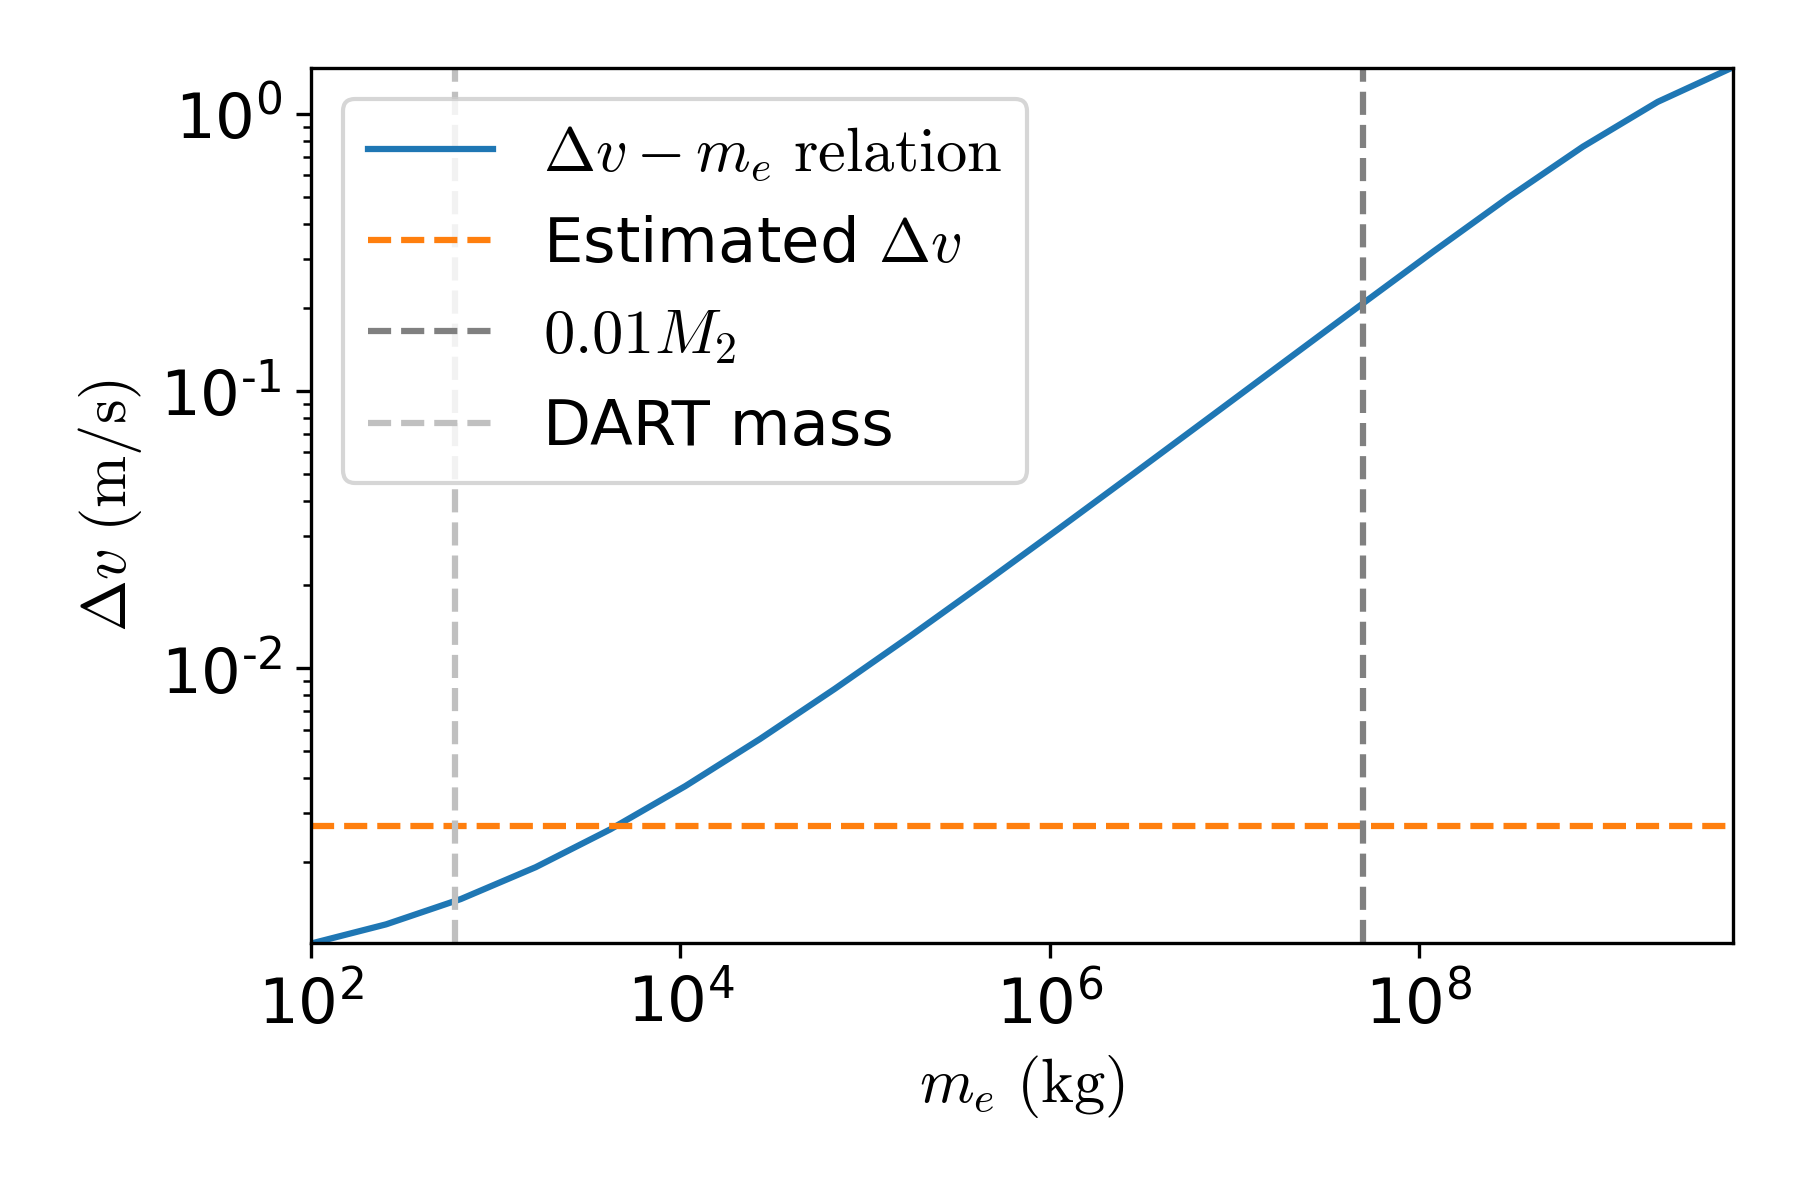 10⁰
10⁻¹
10⁻²
Δv (m/s)
Δv − mₑ relation
Estimated Δv
0.01M₂
DART mass
10² 10⁴ 10⁶ 10⁸
mₑ (kg)